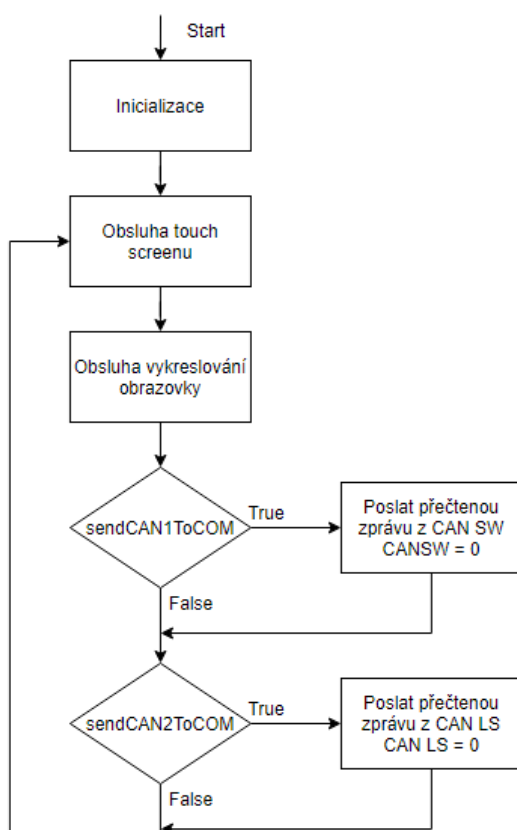 Start
Inicializace
Obsluha touch
screenu
Obsluha vykreslování
obrazovky
sendCAN1ToCOM
True
Poslat přečtenou
zprávu z CAN SW
CANSW = 0
False
sendCAN2ToCOM
True
Poslat přečtenou
zprávu z CAN LS
CAN LS = 0
False